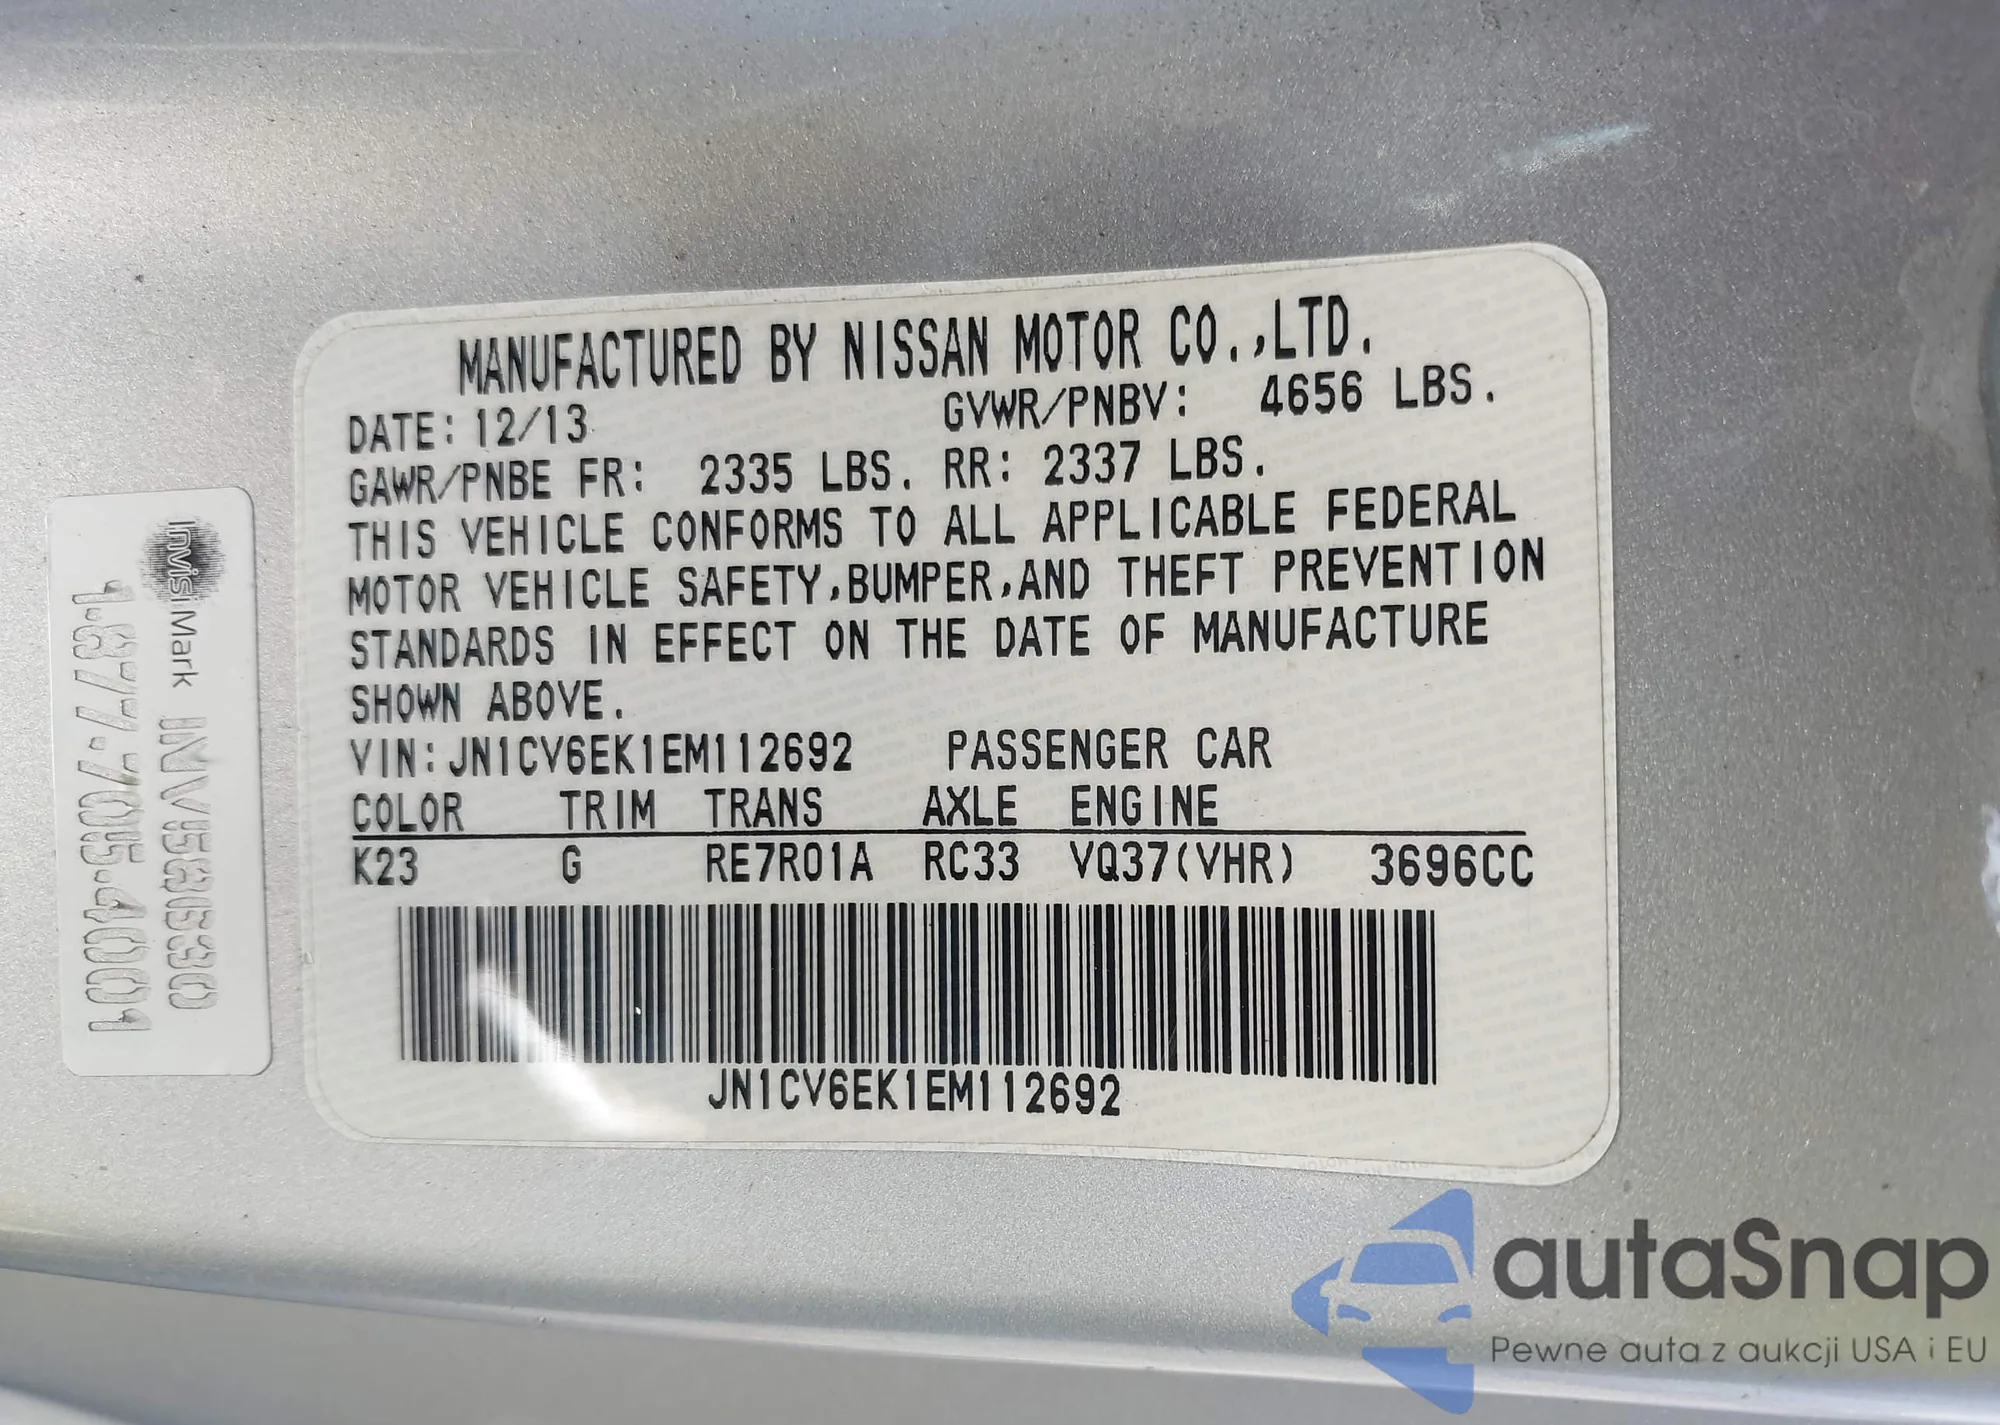 MANUFACTURED BY NISSAN MOTOR CO.,LTD.
DATE: 12/13 GVWR/PNBV: 4656 LBS.
GAWR/PNBE FR: 2335 LBS. RR: 2337 LBS.
THIS VEHICLE CONFORMS TO ALL APPLICABLE FEDERAL
MOTOR VEHICLE SAFETY,BUMPER,AND THEFT PREVENTION
STANDARDS IN EFFECT ON THE DATE OF MANUFACTURE
SHOWN ABOVE.
VIN:JN1CV6EK1EM112692 PASSENGER CAR
COLOR TRIM TRANS AXLE ENGINE
K23 G RE7R01A RC33 VQ37(VHR) 3696CC
JN1CV6EK1EM112692
InvisiMark
1.877.705.4001
autaSnap
Pewne auta z aukcji USA i EU